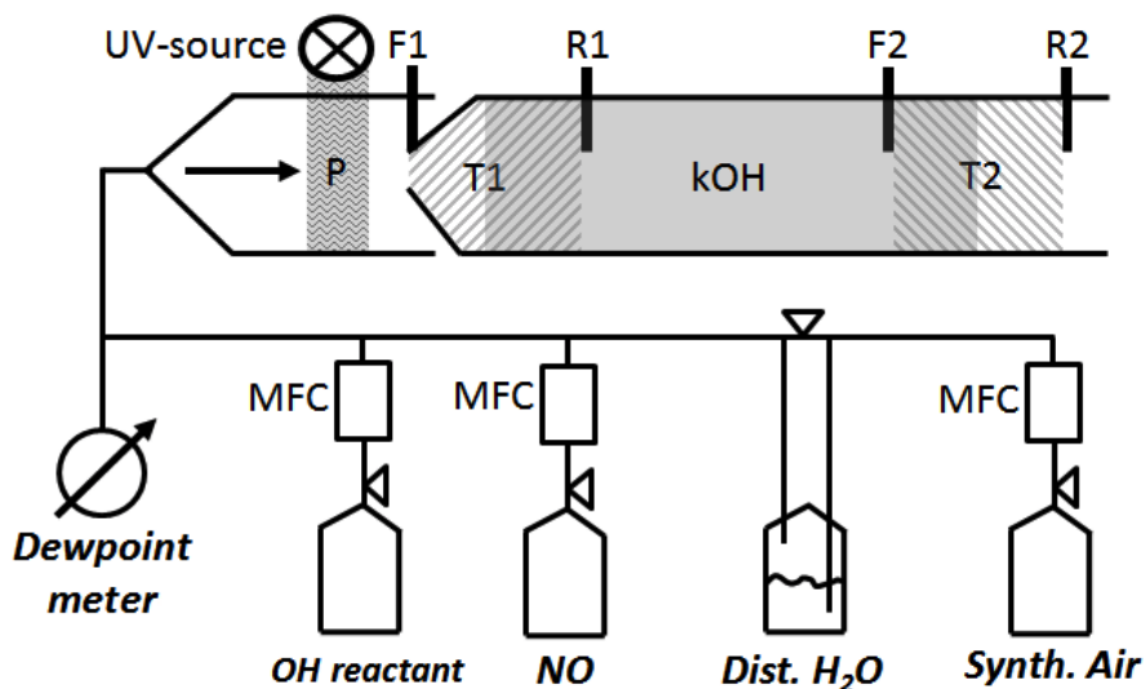 UV-source F1 R1 F2 R2
P T1 kOH T2
MFC MFC MFC
Dewpoint
meter
OH reactant NO Dist. H₂O Synth. Air